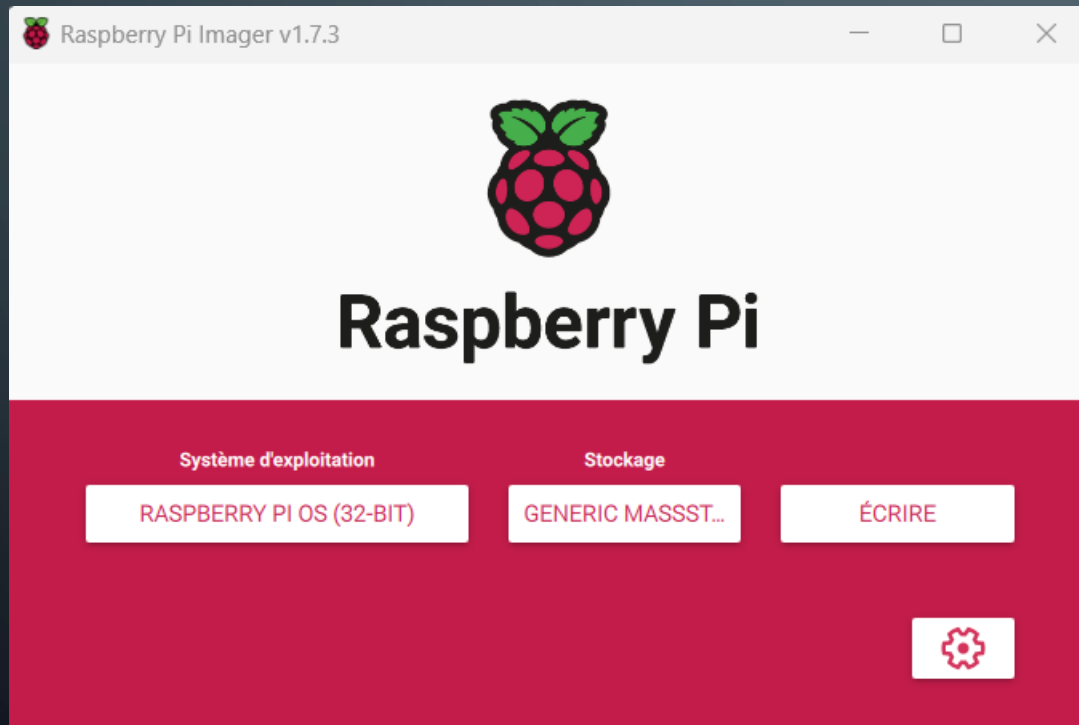 Raspberry Pi Imager v1.7.3
Raspberry Pi
Système d'exploitation
Stockage
RASPBERRY PI OS (32-BIT)
GENERIC MASSST...
ÉCRIRE